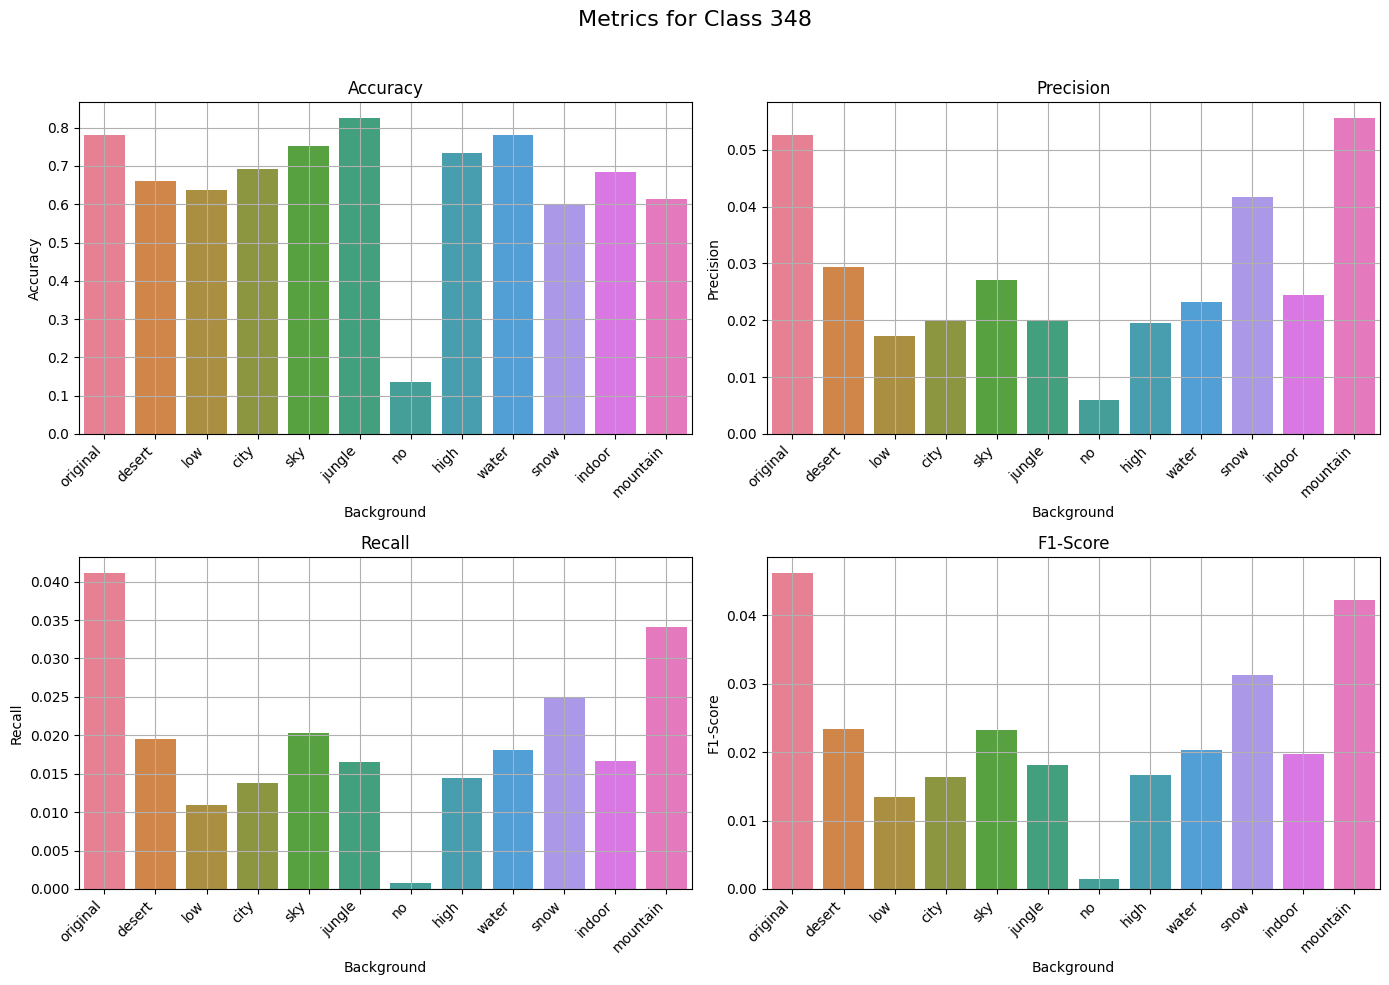 Metrics for Class 348
Accuracy
Accuracy
0.8
0.7
0.6
0.5
0.4
0.3
0.2
0.1
0.0
original
desert
low
city
sky
jungle
no
high
water
snow
indoor
mountain
Background
Precision
Precision
0.05
0.04
0.03
0.02
0.01
0.00
original
desert
low
city
sky
jungle
no
high
water
snow
indoor
mountain
Background
Recall
Recall
0.040
0.035
0.030
0.025
0.020
0.015
0.010
0.005
0.000
original
desert
low
city
sky
jungle
no
high
water
snow
indoor
mountain
Background
F1-Score
F1-Score
0.04
0.03
0.02
0.01
0.00
original
desert
low
city
sky
jungle
no
high
water
snow
indoor
mountain
Background